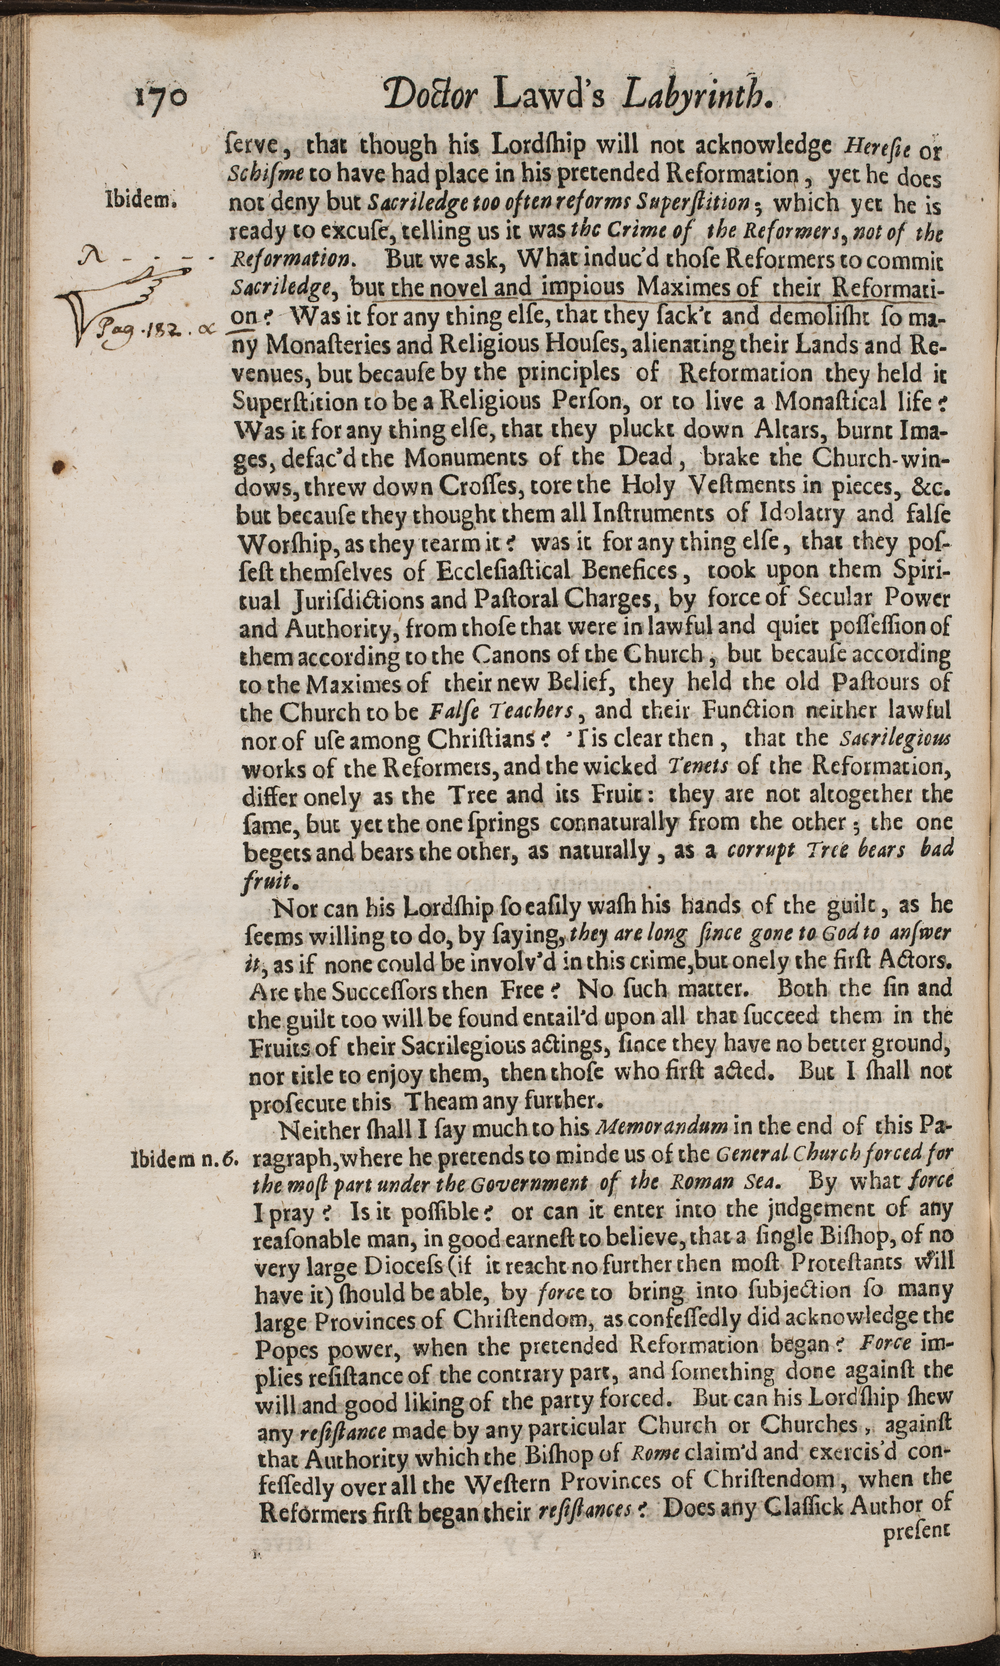 170
Doctor Lawd's Labyrinth.
ſerve, that though his Lordſhip will not acknowledge Hereſie or
Schiſme to have had place in his pretended Reformation, yet he does
Ibidem.
not deny but Sacriledge too often reforms Superſtition; which yet he is
ready to excuſe, telling us it was the Crime of the Reformers, not of the
Reformation. But we ask, What induc'd thoſe Reformers to commit
Sacriledge, but the novel and impious Maximes of their Reformati-
Pag. 182.
on? Was it for any thing elſe, that they ſack't and demoliſht ſo ma-
ny Monaſteries and Religious Houſes, alienating their Lands and Re-
venues, but becauſe by the principles of Reformation they held it
Superſtition to be a Religious Perſon, or to live a Monaſtical life?
Was it for any thing elſe, that they pluckt down Altars, burnt Ima-
ges, defac'd the Monuments of the Dead, brake the Church-win-
dows, threw down Croſſes, tore the Holy Veſtments in pieces, &c.
but becauſe they thought them all Inſtruments of Idolatry and falſe
Worſhip, as they tearm it? was it for any thing elſe, that they poſ-
ſeſt themſelves of Eccleſiaſtical Benefices, took upon them Spiri-
tual Juriſdictions and Paſtoral Charges, by force of Secular Power
and Authority, from thoſe that were in lawful and quiet poſſeſſion of
them according to the Canons of the Church, but becauſe according
to the Maximes of their new Belief, they held the old Paſtours of
the Church to be Falſe Teachers, and their Function neither lawful
nor of uſe among Chriſtians? 'Tis clear then, that the Sacrilegious
works of the Reformers, and the wicked Tenets of the Reformation,
differ onely as the Tree and its Fruit: they are not altogether the
ſame, but yet the one ſprings connaturally from the other; the one
begets and bears the other, as naturally, as a corrupt Tree bears bad
fruit.
Nor can his Lordſhip ſo eaſily waſh his hands of the guilt, as he
ſeems willing to do, by ſaying, they are long ſince gone to God to anſwer
it, as if none could be involv'd in this crime, but onely the firſt Actors.
Are the Succeſſors then Free? No ſuch matter. Both the ſin and
the guilt too will be found entail'd upon all that ſucceed them in the
Fruits of their Sacrilegious actings, ſince they have no better ground,
nor title to enjoy them, then thoſe who firſt acted. But I ſhall not
proſecute this Theam any further.
Neither ſhall I ſay much to his Memorandum in the end of this Pa-
Ibidem n.6.
ragraph, where he pretends to minde us of the General Church forced for
the moſt part under the Government of the Roman Sea. By what force
I pray? Is it poſſible? or can it enter into the judgement of any
reaſonable man, in good earneſt to believe, that a ſingle Biſhop, of no
very large Dioceſs (if it reacht no further then moſt Proteſtants will
have it) ſhould be able, by force to bring into ſubjection ſo many
large Provinces of Chriſtendom, as confeſſedly did acknowledge the
Popes power, when the pretended Reformation began? Force im-
plies reſiſtance of the contrary part, and ſomething done againſt the
will and good liking of the party forced. But can his Lordſhip ſhew
any reſiſtance made by any particular Church or Churches, againſt
that Authority which the Biſhop of Rome claim'd and exercis'd con-
feſſedly over all the Weſtern Provinces of Chriſtendom, when the
Reformers firſt began their reſiſtances? Does any Claſſick Author of
preſent